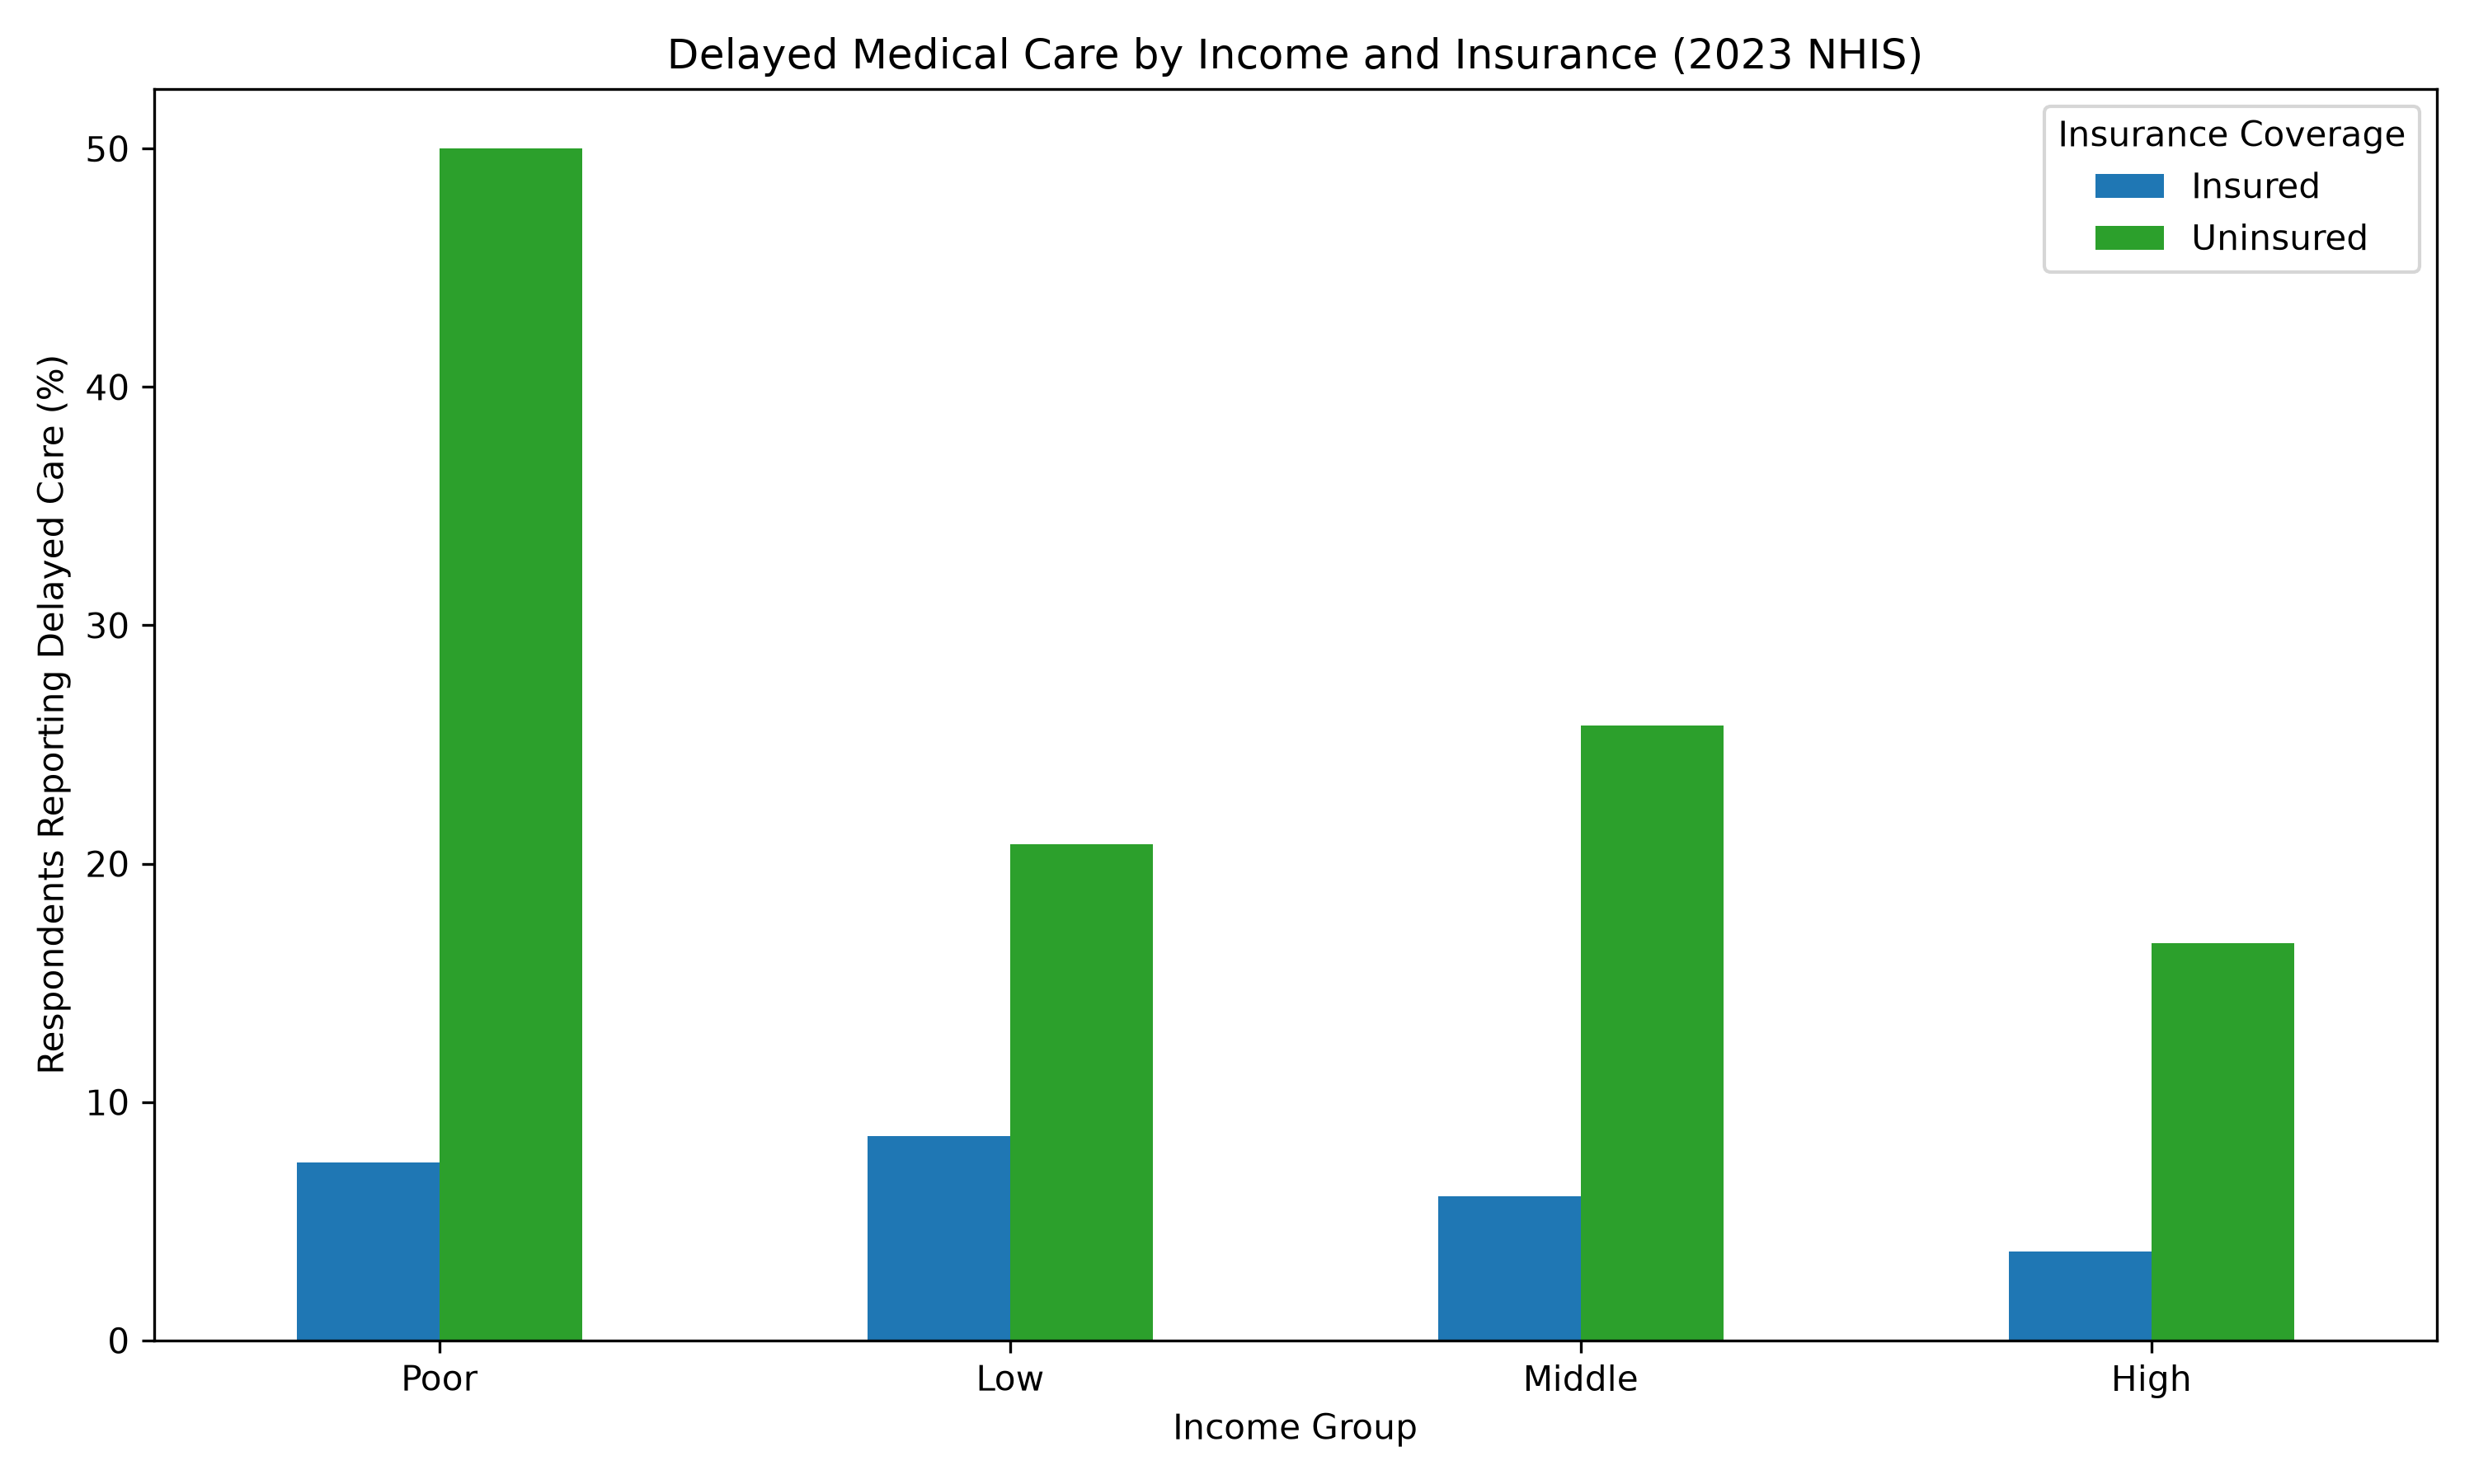 Delayed Medical Care by Income and Insurance (2023 NHIS)
Insurance Coverage
Insured
Uninsured
Respondents Reporting Delayed Care (%)
50
40
30
20
10
0
Poor Low Middle High
Income Group